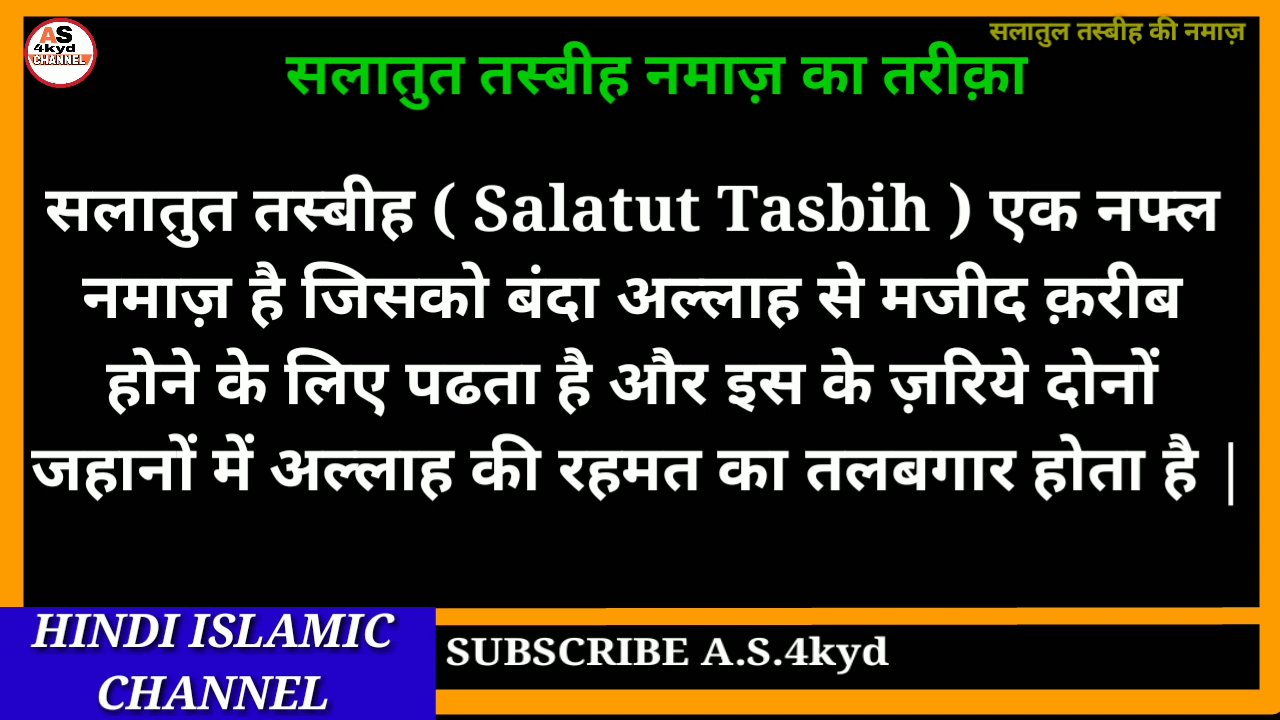 AS
4kyd
CHANNEL
सलातुल तस्बीह की नमाज़
सलातुत तस्बीह नमाज़ का तरीक़ा
सलातुत तस्बीह ( Salatut Tasbih ) एक नफ्ल
नमाज़ है जिसको बंदा अल्लाह से मजीद क़रीब
होने के लिए पढता है और इस के ज़रिये दोनों
जहानों में अल्लाह की रहमत का तलबगार होता है |
HINDI ISLAMIC
CHANNEL
SUBSCRIBE A.S.4kyd